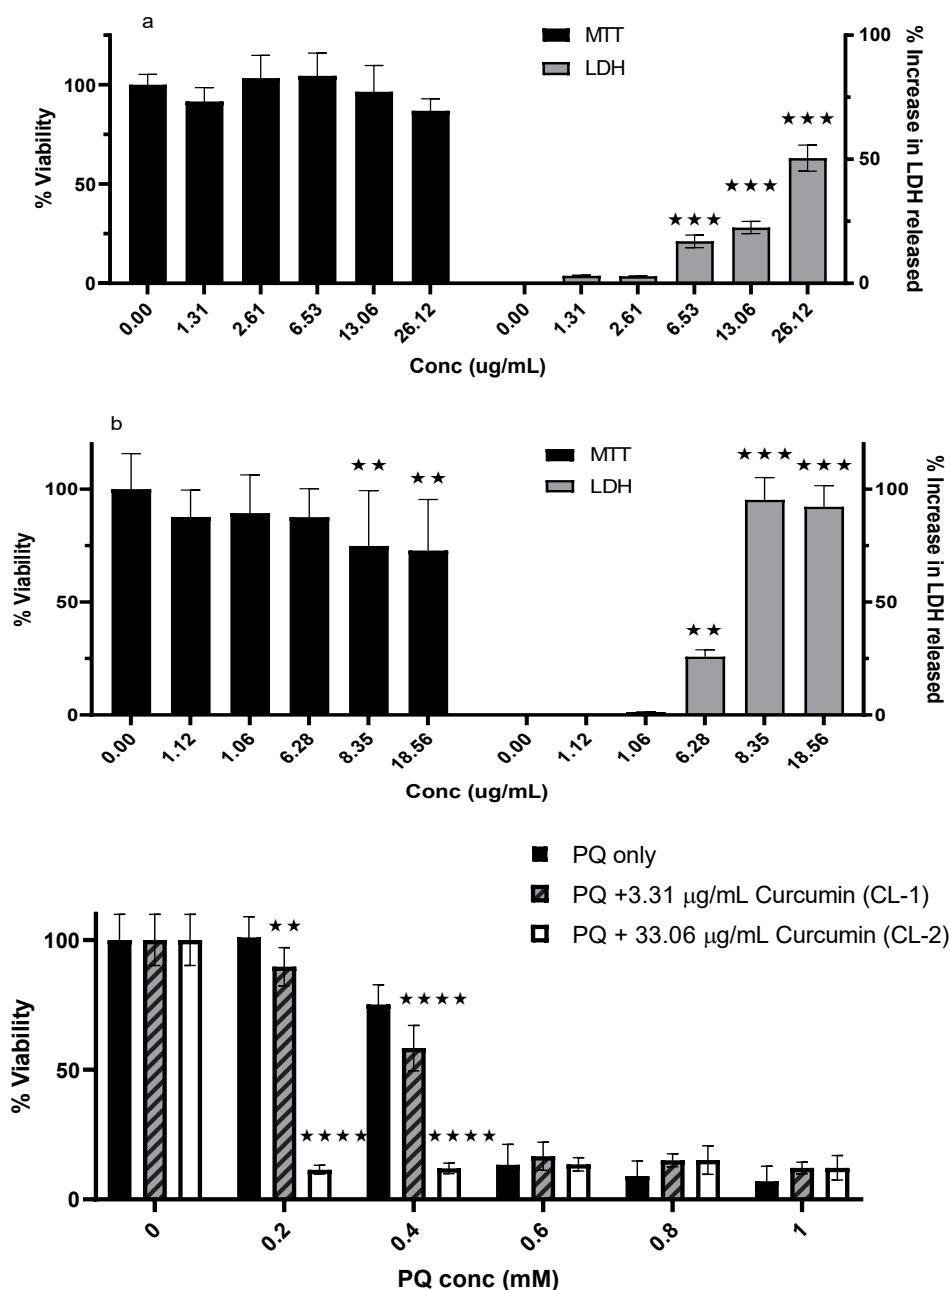 a
MTT
LDH
% Viability
100
50
0
% Increase in LDH released
100
50
0
★★★ ★★★ ★★★
0.00 1.31 2.61 6.53 13.06 26.12 0.00 1.31 2.61 6.53 13.06 26.12
Conc (ug/mL)
b
MTT
LDH
% Viability
100
50
0
% Increase in LDH released
100
50
0
★★ ★★ ★★ ★★★ ★★★
0.00 1.12 1.06 6.28 8.35 18.56 0.00 1.12 1.06 6.28 8.35 18.56
Conc (ug/mL)
PQ only
PQ +3.31 μg/mL Curcumin (CL-1)
PQ + 33.06 μg/mL Curcumin (CL-2)
% Viability
100
50
0
★★ ★★★★ ★★★★ ★★★★
0 0.2 0.4 0.6 0.8 1
PQ conc (mM)